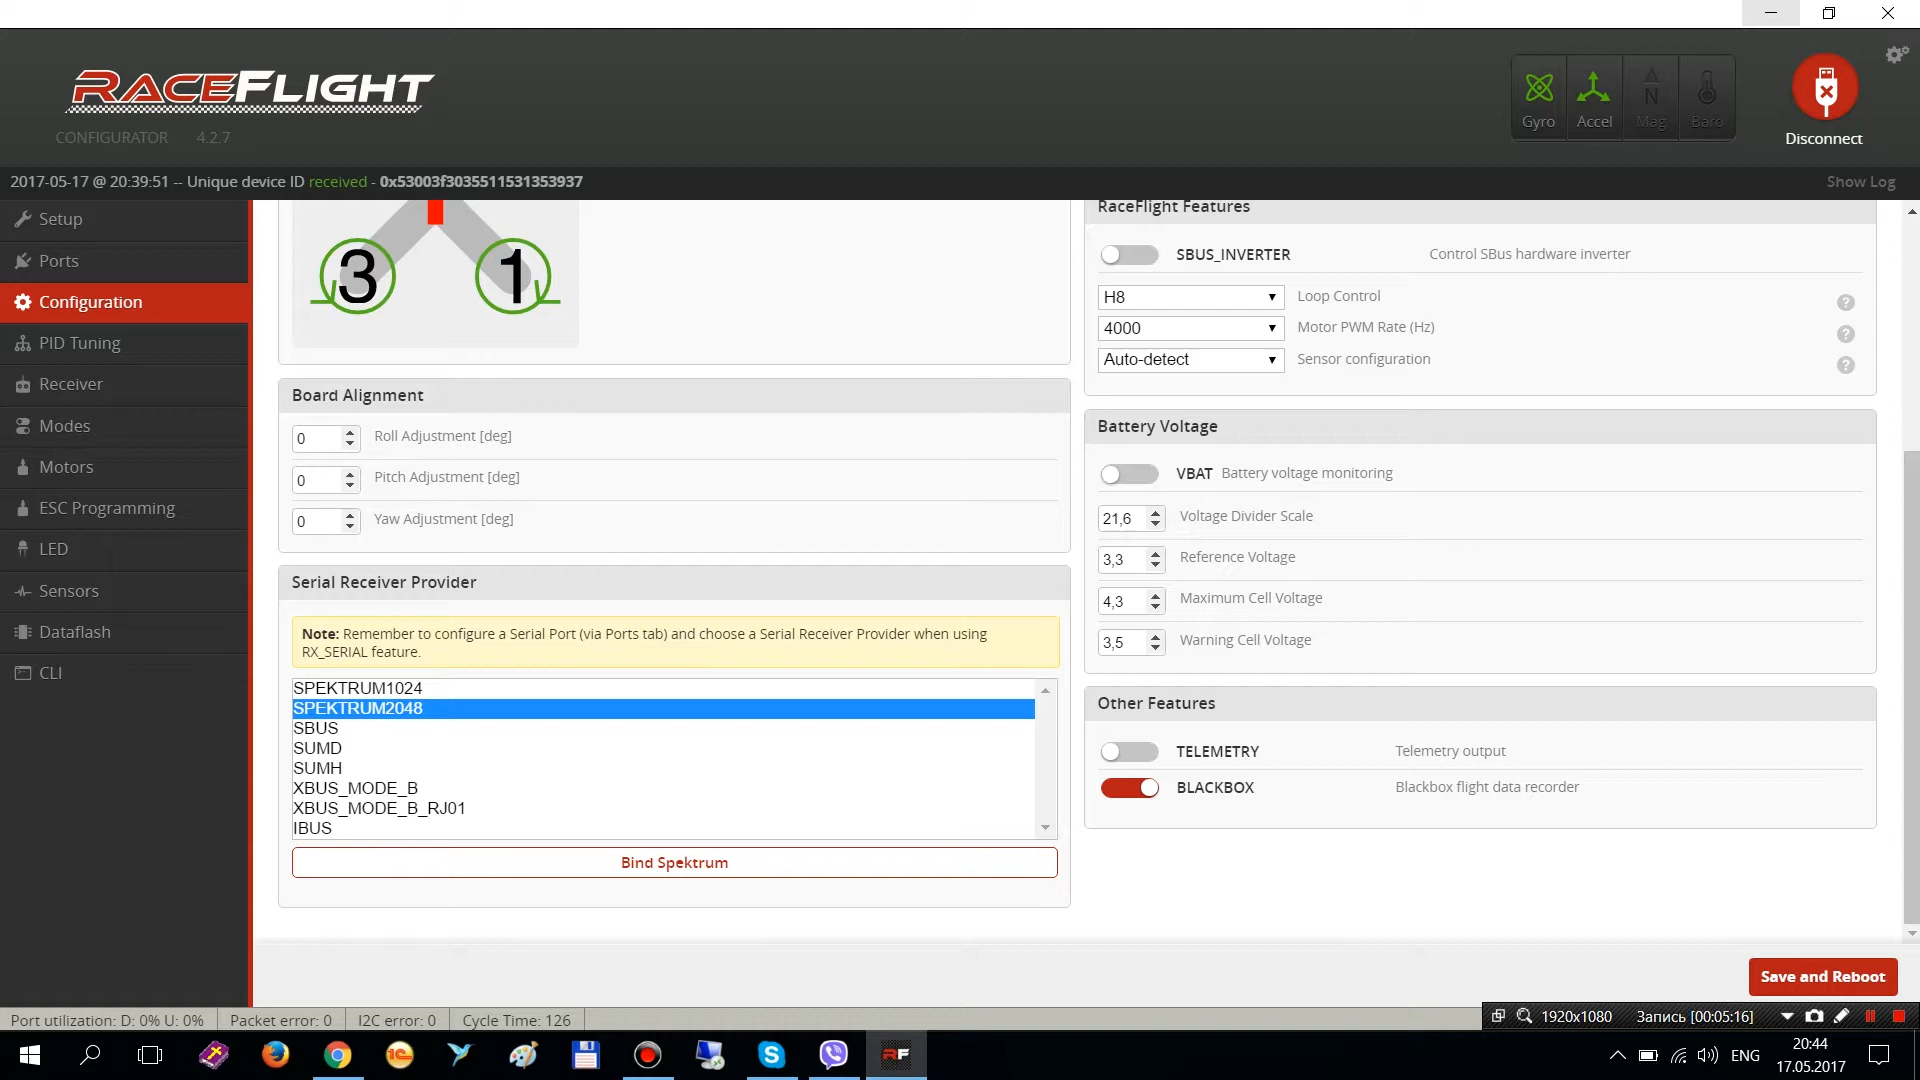 RACEFLIGHT
CONFIGURATOR 4.2.7
Gyro
Accel
Mag
Baro
Disconnect
2017-05-17 @ 20:39:51 -- Unique device ID received - 0x53003f3035511531353937
Show Log
Setup
Ports
Configuration
PID Tuning
Receiver
Modes
Motors
ESC Programming
LED
Sensors
Dataflash
CLI
3 1
Board Alignment
0 Roll Adjustment [deg]
0 Pitch Adjustment [deg]
0 Yaw Adjustment [deg]
Serial Receiver Provider
Note: Remember to configure a Serial Port (via Ports tab) and choose a Serial Receiver Provider when using
RX_SERIAL feature.
SPEKTRUM1024
SPEKTRUM2048
SBUS
SUMD
SUMH
XBUS_MODE_B
XBUS_MODE_B_RJ01
IBUS
Bind Spektrum
RaceFlight Features
SBUS_INVERTER Control SBus hardware inverter
H8 Loop Control ?
4000 Motor PWM Rate (Hz) ?
Auto-detect Sensor configuration ?
Battery Voltage
VBAT Battery voltage monitoring
21,6 Voltage Divider Scale
3,3 Reference Voltage
4,3 Maximum Cell Voltage
3,5 Warning Cell Voltage
Other Features
TELEMETRY Telemetry output
BLACKBOX Blackbox flight data recorder
Save and Reboot
Port utilization: D: 0% U: 0% Packet error: 0 I2C error: 0 Cycle Time: 126
1920x1080 Запись [00:05:16]
RF
ENG
20:44
17.05.2017